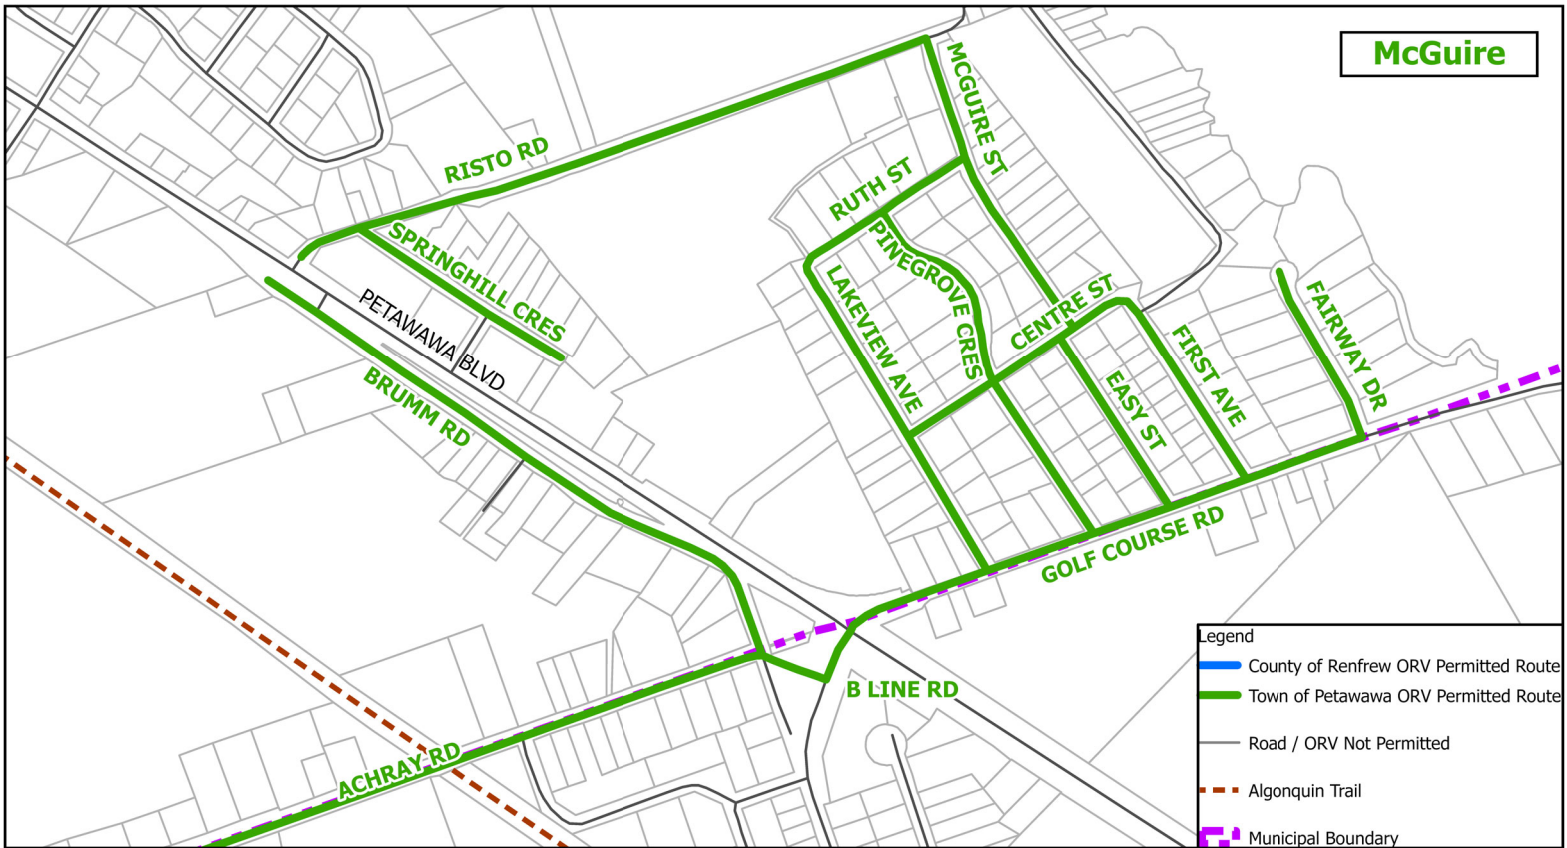 McGuire
MCGUIRE ST
RISTO RD
RUTH ST
SPRINGHILL CRES
PINEGROVE CRES
LAKEVIEW AVE
CENTRE ST
PETAWAWA BLVD
FAIRWAY DR
FIRST AVE
EASY ST
BRUMM RD
GOLF COURSE RD
B LINE RD
ACHRAY RD
Legend
County of Renfrew ORV Permitted Route
Town of Petawawa ORV Permitted Route
Road / ORV Not Permitted
Algonquin Trail
Municipal Boundary